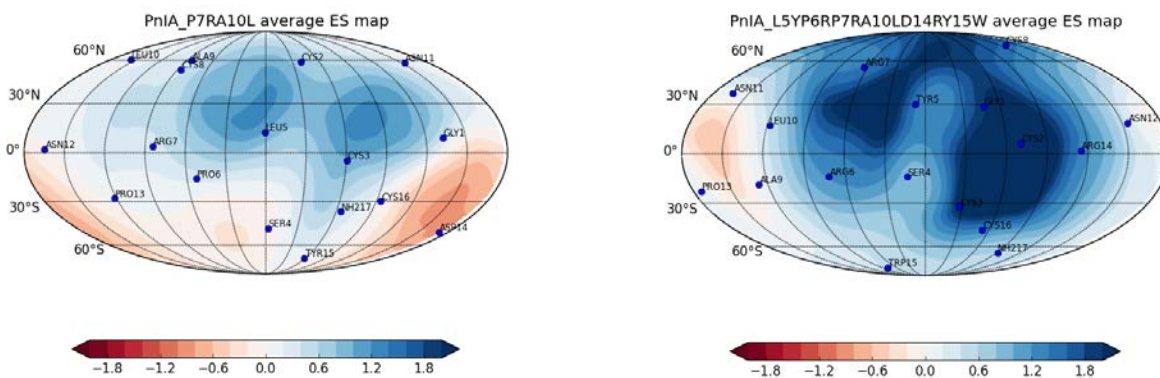 PnIA_P7RA10L average ES map
60°N
30°N
0°
30°S
60°S
LEU10
ALA9
CYS8
CYS2
ASN11
LEU5
GLY1
ASN12
ARG7
CYS3
PRO6
PRO13
NH217
CYS16
SER4
ASP14
TYR15
−1.8 −1.2 −0.6 0.0 0.6 1.2 1.8
PnIA_L5YP6RP7RA10LD14RY15W average ES map
60°N
30°N
0°
30°S
60°S
CYS8
ARG7
ASN11
TYR5
GLY1
LEU10
ASN12
CYS2
ARG14
ARG6
SER4
ALA9
PRO13
CYS3
CYS16
NH217
TRP15
−1.8 −1.2 −0.6 0.0 0.6 1.2 1.8